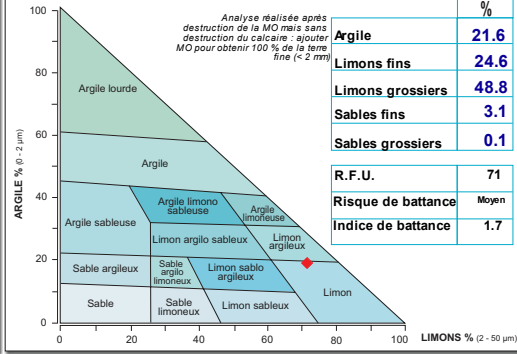 Analyse réalisée après
destruction de la MO mais sans
destruction du calcaire : ajouter
MO pour obtenir 100 % de la terre
fine (< 2 mm)
%
Argile 21.6
Limons fins 24.6
Limons grossiers 48.8
Sables fins 3.1
Sables grossiers 0.1
R.F.U. 71
Risque de battance Moyen
Indice de battance 1.7
ARGILE % (0 - 2 µm)
100
80
60
40
20
0
Argile lourde
Argile
Argile sableuse
Argile limono
sableuse
Argile
limoneuse
Limon argilo sableux
Limon
argileux
Sable argileux
Sable
argilo
limoneux
Limon sablo
argileux
Limon
Sable
Sable
limoneux
Limon sableux
0 20 40 60 80 100
LIMONS % (2 - 50 µm)